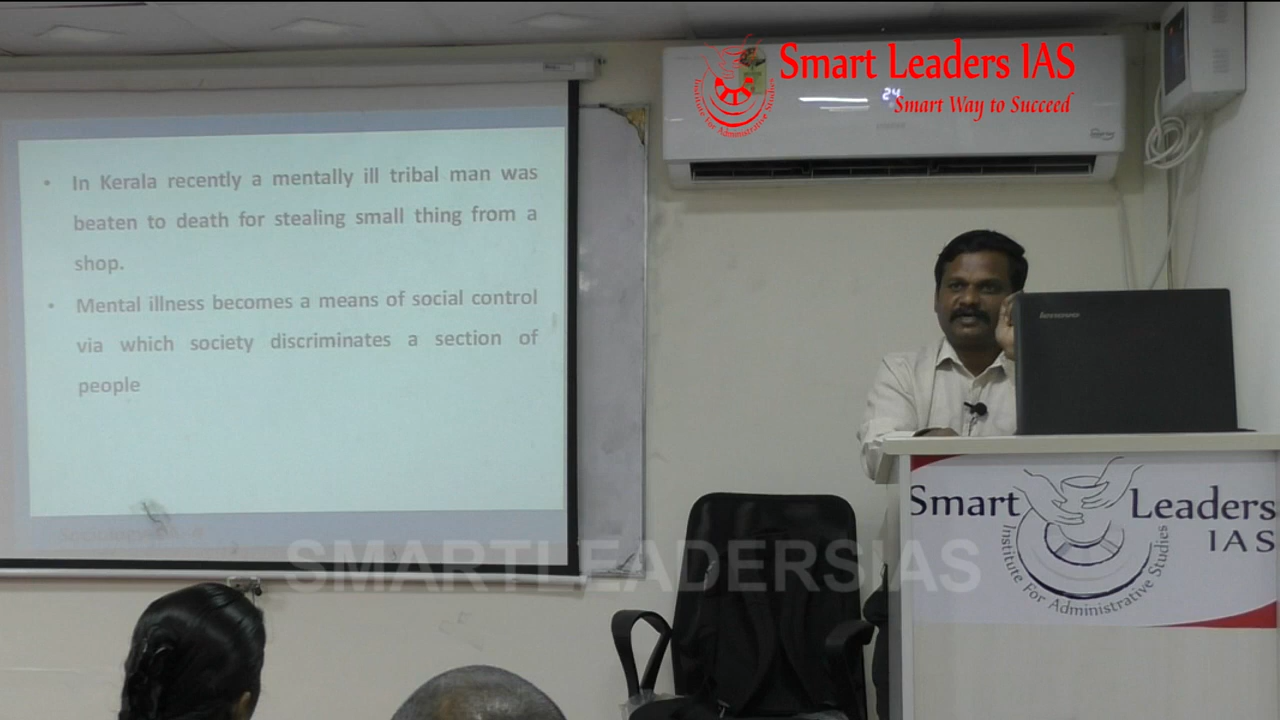 Smart Leaders IAS
Smart Way to Succeed
Institute For Administrative Studies
24
• In Kerala recently a mentally ill tribal man was
beaten to death for stealing small thing from a
shop.
• Mental illness becomes a means of social control
via which society discriminates a section of
people
lenovo
Smart Leaders
IAS
Institute For Administrative Studies
SMARTLEADERSIAS